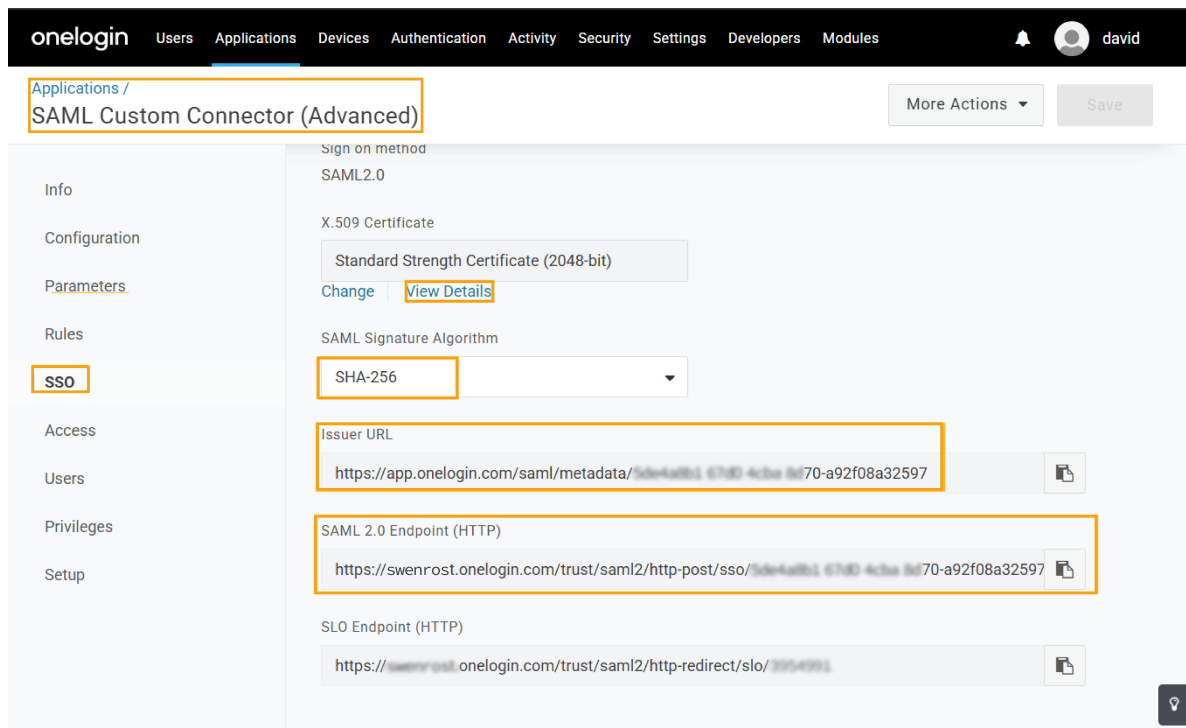 onelogin Users Applications Devices Authentication Activity Security Settings Developers Modules david
Applications /
SAML Custom Connector (Advanced)
More Actions
Save
Info
Configuration
Parameters
Rules
SSO
Access
Users
Privileges
Setup
Sign on method
SAML2.0
X.509 Certificate
Standard Strength Certificate (2048-bit)
Change View Details
SAML Signature Algorithm
SHA-256
Issuer URL
https://app.onelogin.com/saml/metadata/ 70-a92f08a32597
SAML 2.0 Endpoint (HTTP)
https://swenrost.onelogin.com/trust/saml2/http-post/sso/ 70-a92f08a32597
SLO Endpoint (HTTP)
https:// .onelogin.com/trust/saml2/http-redirect/slo/